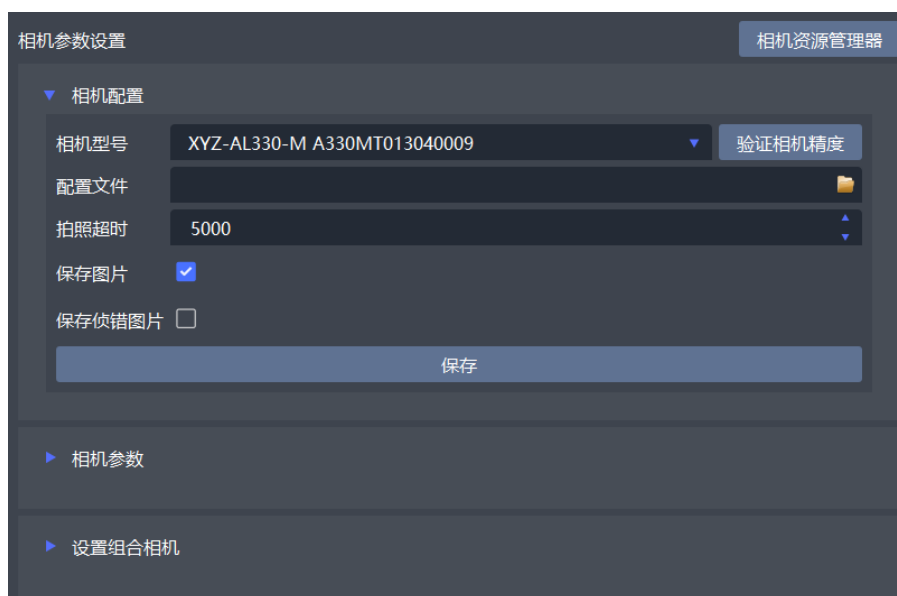 相机参数设置 相机资源管理器
相机配置
相机型号 XYZ-AL330-M A330MT013040009 验证相机精度
配置文件
拍照超时 5000
保存图片
保存侦错图片
保存
相机参数
设置组合相机